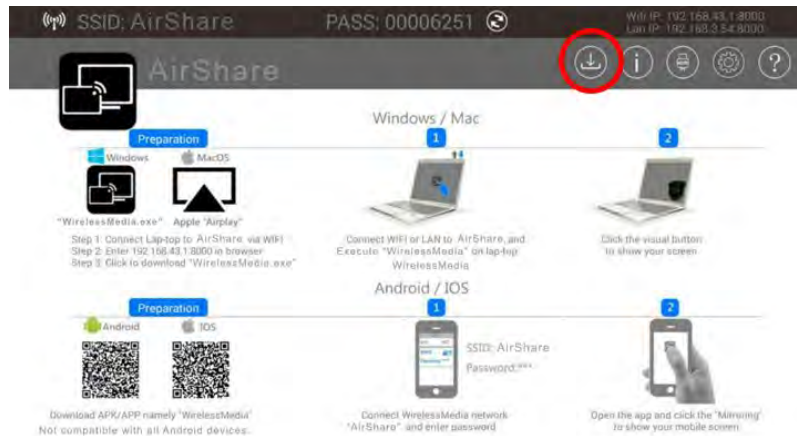 SSID: AirShare
PASS: 00006251
Wifi IP: 192.168.43.1:8000
Lan IP: 192.168.3.54:8000
AirShare
Windows / Mac
Preparation
1
2
Windows
MacOS
"WirelessMedia.exe"
Apple "Airplay"
Step 1: Connect Lap-top to AirShare via WIFI
Step 2: Enter 192.168.43.1:8000 in browser
Step 3: Click to download "WirelessMedia.exe"
Connect WIFI or LAN to AirShare, and
Execute "WirelessMedia" on lap-top
WirelessMedia
Click the visual button
to show your screen
Android / IOS
Preparation
1
2
Android
IOS
SSID: AirShare
Password:***
Download APK/APP namely "WirelessMedia"
Not compatible with all Android devices.
Connect WirelessMedia network
"AirShare" and enter password
Open the app and click the "Mirroring"
to show your mobile screen